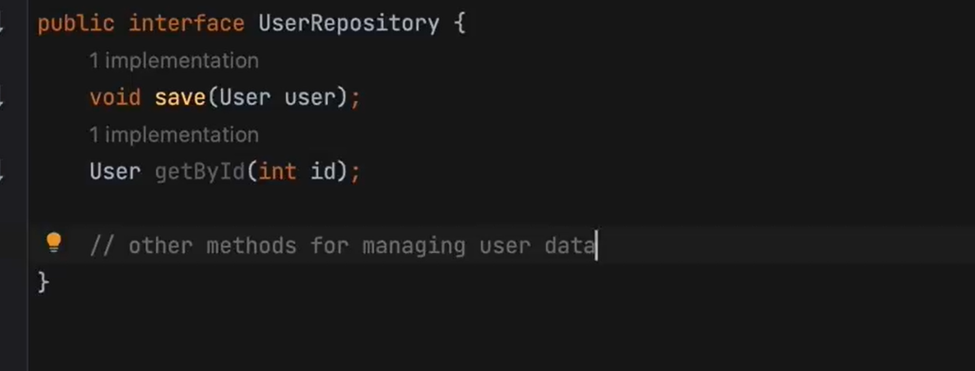 public interface UserRepository {
1 implementation
void save(User user);
1 implementation
User getById(int id);
// other methods for managing user data
}